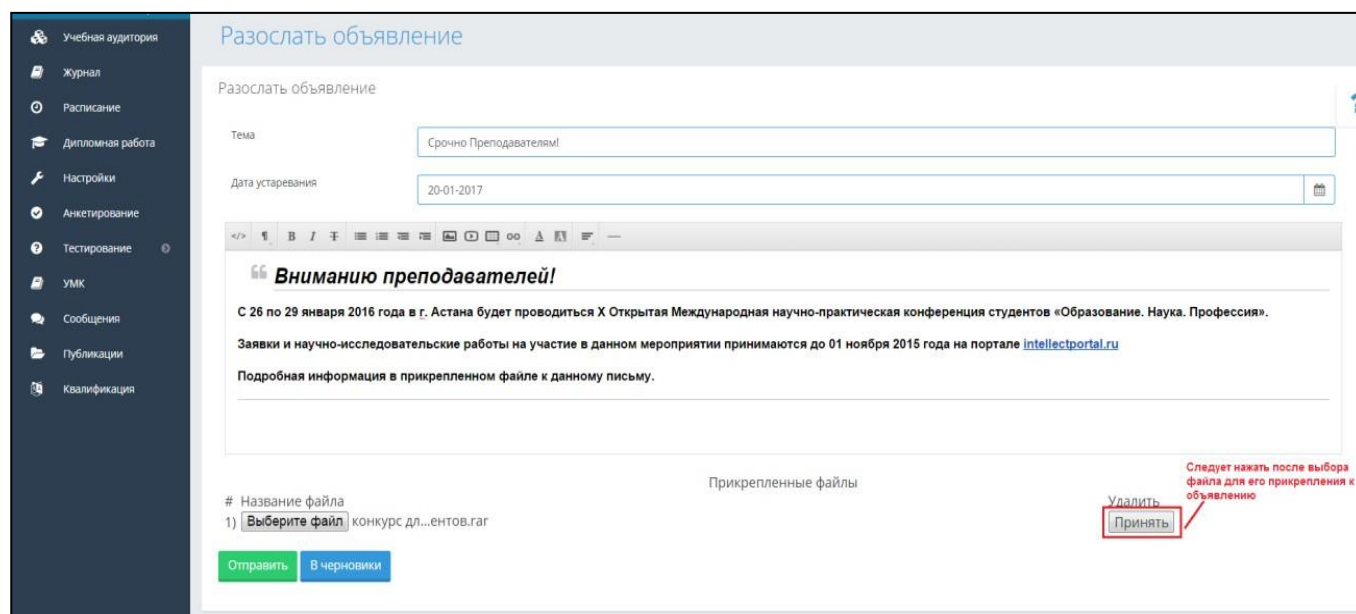 Учебная аудитория
Журнал
Расписание
Дипломная работа
Настройки
Анкетирование
Тестирование
УМК
Сообщения
Публикации
Квалификация
Разослать объявление
Разослать объявление
Тема
Срочно Преподавателям!
Дата устаревания
20-01-2017
Вниманию преподавателей!
С 26 по 29 января 2016 года в г. Астана будет проводиться X Открытая Международная научно-практическая конференция студентов «Образование. Наука. Профессия».
Заявки и научно-исследовательские работы на участие в данном мероприятии принимаются до 01 ноября 2015 года на портале intellectportal.ru
Подробная информация в прикрепленном файле к данному письму.
Прикрепленные файлы
# Название файла
Удалить
1) Выберите файл конкурс дл...ентов.rar
Принять
Следует нажать после выбора
файла для его прикрепления к
объявлению
Отправить
В черновики